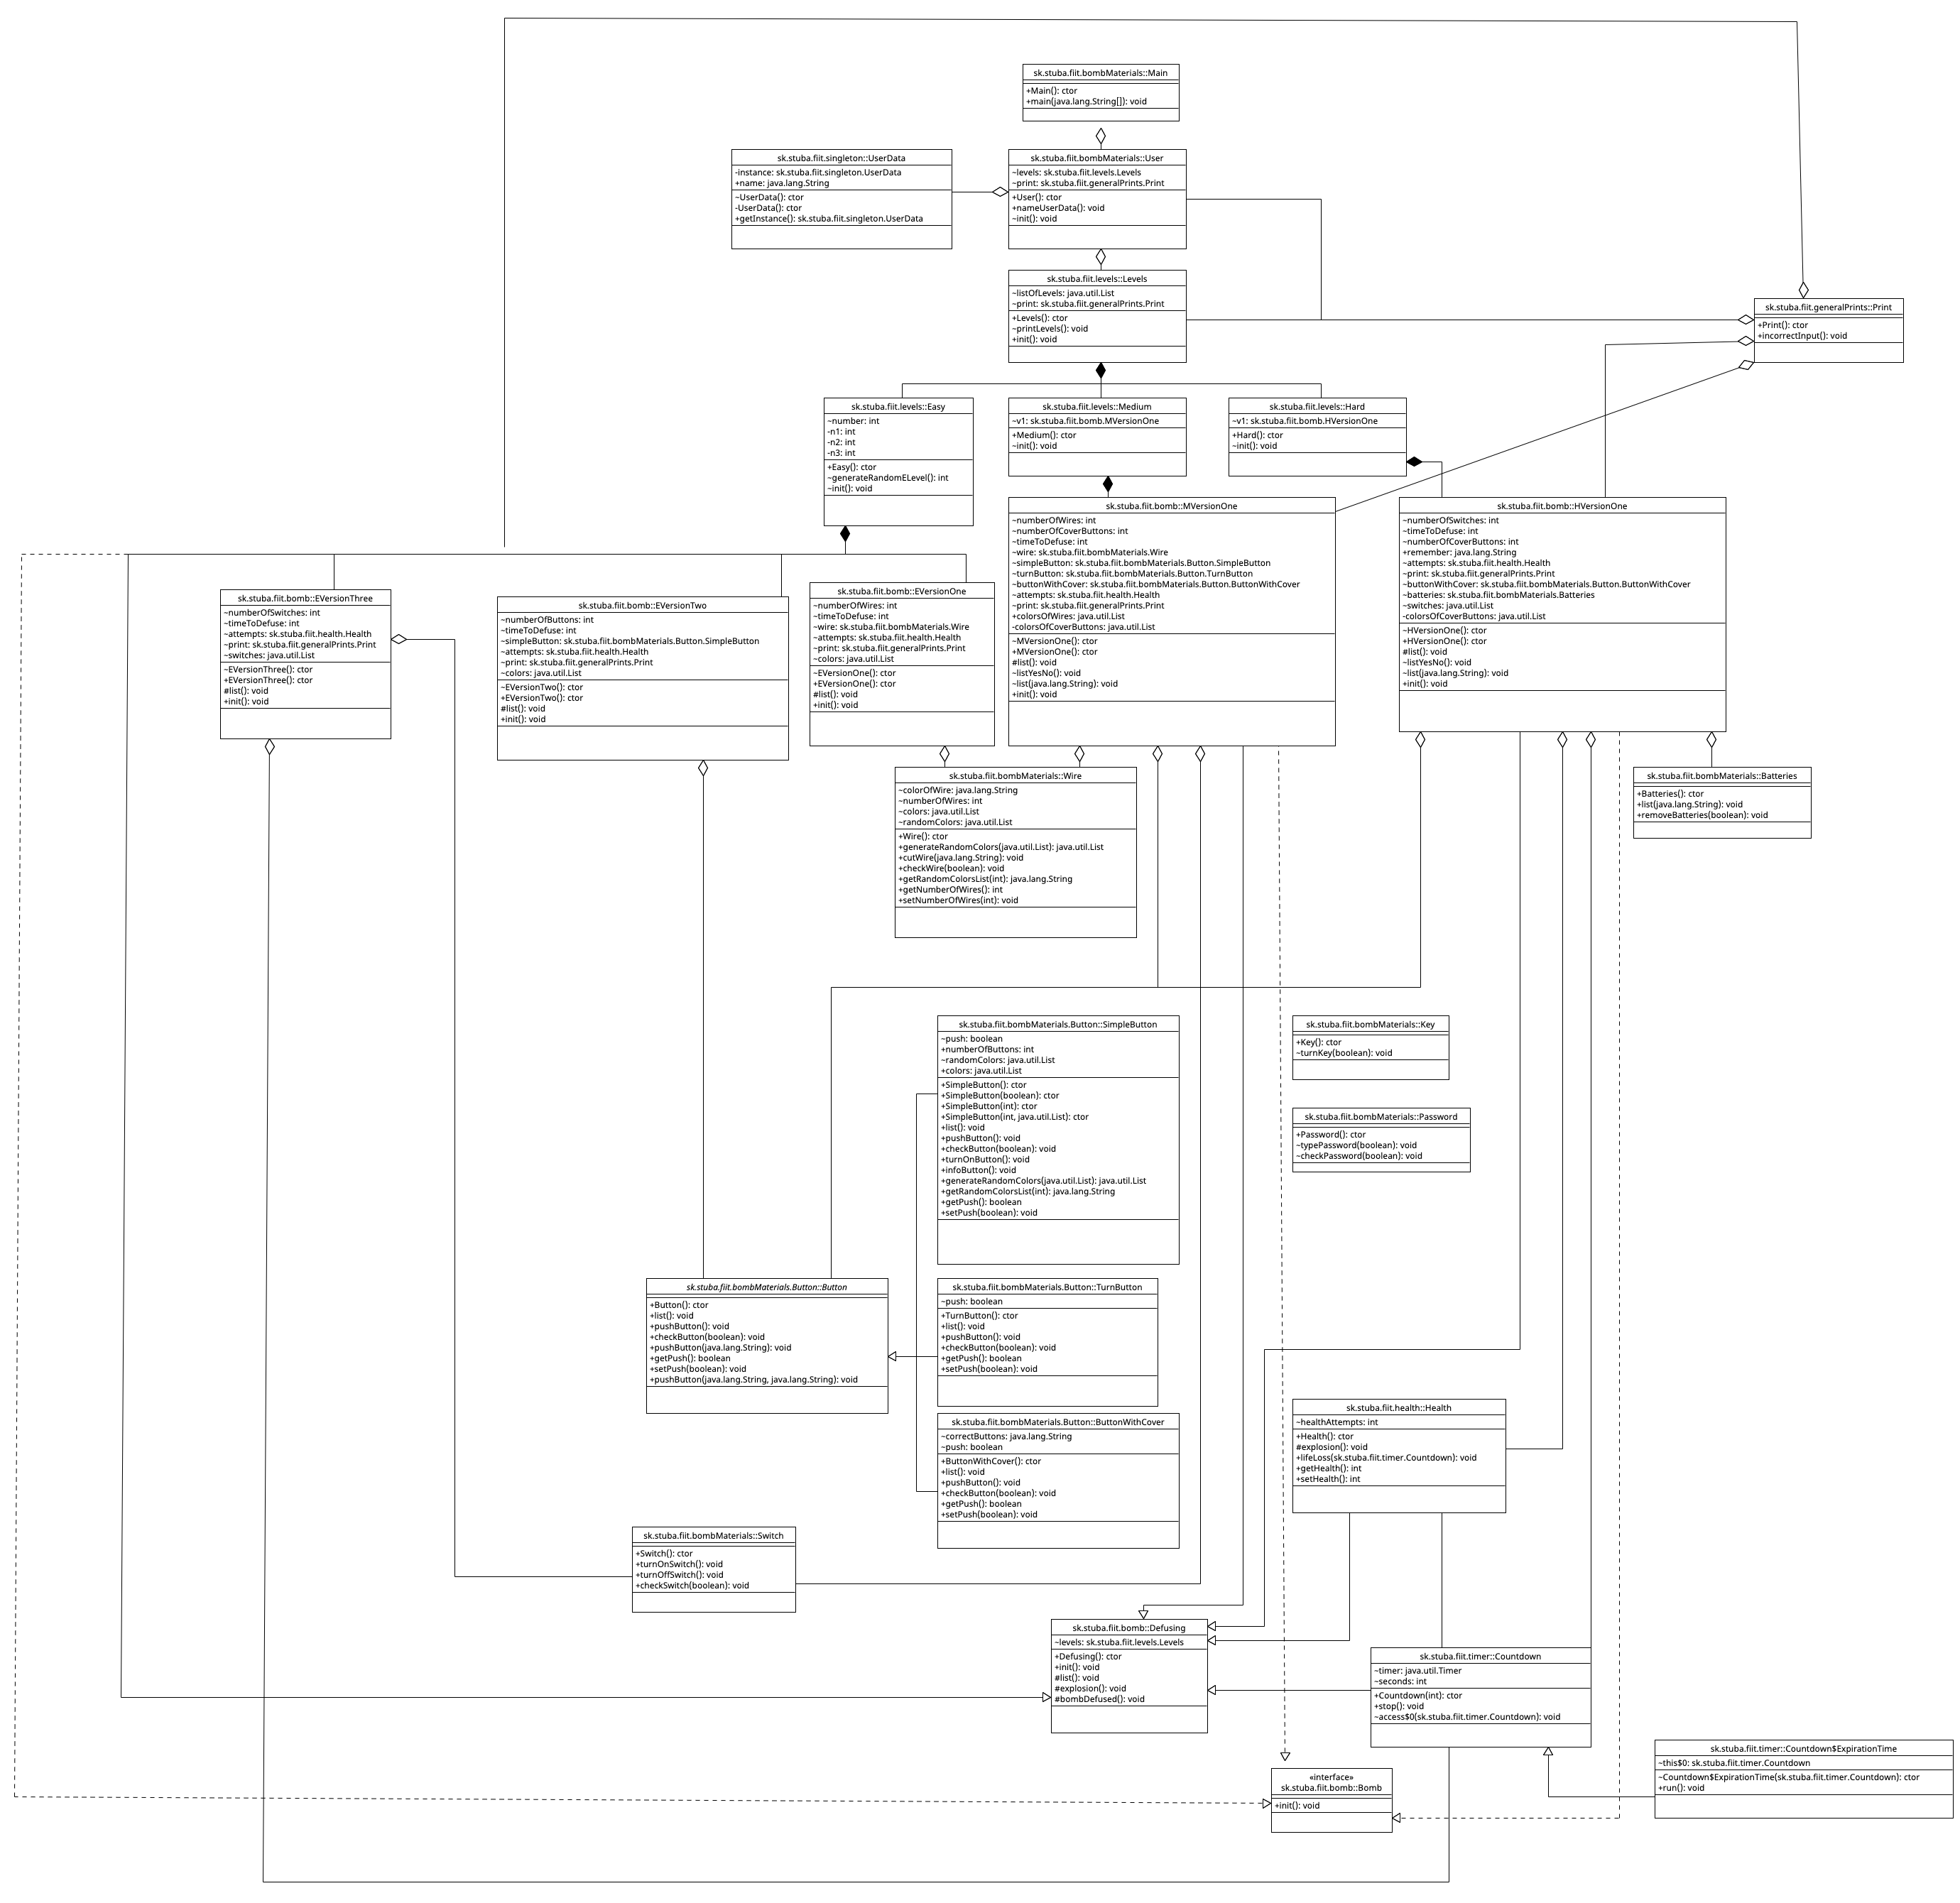 sk.stuba.fiit.bombMaterials::Main
+Main(): ctor
+main(java.lang.String[]): void
sk.stuba.fiit.singleton::UserData
-instance: sk.stuba.fiit.singleton.UserData
+name: java.lang.String
~UserData(): ctor
-UserData(): ctor
+getInstance(): sk.stuba.fiit.singleton.UserData
sk.stuba.fiit.bombMaterials::User
~levels: sk.stuba.fiit.levels.Levels
~print: sk.stuba.fiit.generalPrints.Print
+User(): ctor
+nameUserData(): void
~init(): void
sk.stuba.fiit.levels::Levels
~listOfLevels: java.util.List
~print: sk.stuba.fiit.generalPrints.Print
+Levels(): ctor
~printLevels(): void
+init(): void
sk.stuba.fiit.generalPrints::Print
+Print(): ctor
+incorrectInput(): void
sk.stuba.fiit.levels::Easy
~number: int
-n1: int
-n2: int
-n3: int
+Easy(): ctor
~generateRandomELevel(): int
~init(): void
sk.stuba.fiit.levels::Medium
~v1: sk.stuba.fiit.bomb.MVersionOne
+Medium(): ctor
~init(): void
sk.stuba.fiit.levels::Hard
~v1: sk.stuba.fiit.bomb.HVersionOne
+Hard(): ctor
~init(): void
sk.stuba.fiit.bomb::EVersionThree
~numberOfSwitches: int
~timeToDefuse: int
~attempts: sk.stuba.fiit.health.Health
~print: sk.stuba.fiit.generalPrints.Print
~switches: java.util.List
~EVersionThree(): ctor
+EVersionThree(): ctor
#list(): void
+init(): void
sk.stuba.fiit.bomb::EVersionTwo
~numberOfButtons: int
~timeToDefuse: int
~simpleButton: sk.stuba.fiit.bombMaterials.Button.SimpleButton
~attempts: sk.stuba.fiit.health.Health
~print: sk.stuba.fiit.generalPrints.Print
~colors: java.util.List
~EVersionTwo(): ctor
+EVersionTwo(): ctor
#list(): void
+init(): void
sk.stuba.fiit.bomb::EVersionOne
~numberOfWires: int
~timeToDefuse: int
~wire: sk.stuba.fiit.bombMaterials.Wire
~attempts: sk.stuba.fiit.health.Health
~print: sk.stuba.fiit.generalPrints.Print
~colors: java.util.List
~EVersionOne(): ctor
+EVersionOne(): ctor
#list(): void
+init(): void
sk.stuba.fiit.bomb::MVersionOne
~numberOfWires: int
~numberOfCoverButtons: int
~timeToDefuse: int
~wire: sk.stuba.fiit.bombMaterials.Wire
~simpleButton: sk.stuba.fiit.bombMaterials.Button.SimpleButton
~turnButton: sk.stuba.fiit.bombMaterials.Button.TurnButton
~buttonWithCover: sk.stuba.fiit.bombMaterials.Button.ButtonWithCover
~attempts: sk.stuba.fiit.health.Health
~print: sk.stuba.fiit.generalPrints.Print
+colorsOfWires: java.util.List
-colorsOfCoverButtons: java.util.List
~MVersionOne(): ctor
+MVersionOne(): ctor
#list(): void
~listYesNo(): void
~list(java.lang.String): void
+init(): void
sk.stuba.fiit.bomb::HVersionOne
~numberOfSwitches: int
~timeToDefuse: int
~numberOfCoverButtons: int
+remember: java.lang.String
~attempts: sk.stuba.fiit.health.Health
~print: sk.stuba.fiit.generalPrints.Print
~buttonWithCover: sk.stuba.fiit.bombMaterials.Button.ButtonWithCover
~batteries: sk.stuba.fiit.bombMaterials.Batteries
~switches: java.util.List
-colorsOfCoverButtons: java.util.List
~HVersionOne(): ctor
+HVersionOne(): ctor
#list(): void
~listYesNo(): void
~list(java.lang.String): void
+init(): void
sk.stuba.fiit.bombMaterials::Wire
~colorOfWire: java.lang.String
~numberOfWires: int
~colors: java.util.List
~randomColors: java.util.List
+Wire(): ctor
+generateRandomColors(java.util.List): java.util.List
+cutWire(java.lang.String): void
+checkWire(boolean): void
+getRandomColorsList(int): java.lang.String
+getNumberOfWires(): int
+setNumberOfWires(int): void
sk.stuba.fiit.bombMaterials::Batteries
+Batteries(): ctor
+list(java.lang.String): void
+removeBatteries(boolean): void
sk.stuba.fiit.bombMaterials.Button::SimpleButton
~push: boolean
+numberOfButtons: int
~randomColors: java.util.List
+colors: java.util.List
+SimpleButton(): ctor
+SimpleButton(boolean): ctor
+SimpleButton(int): ctor
+SimpleButton(int, java.util.List): ctor
+list(): void
+pushButton(): void
+checkButton(boolean): void
+turnOnButton(): void
+infoButton(): void
+generateRandomColors(java.util.List): java.util.List
+getRandomColorsList(int): java.lang.String
+getPush(): boolean
+setPush(boolean): void
sk.stuba.fiit.bombMaterials::Key
+Key(): ctor
~turnKey(boolean): void
sk.stuba.fiit.bombMaterials::Password
+Password(): ctor
~typePassword(boolean): void
~checkPassword(boolean): void
sk.stuba.fiit.bombMaterials.Button::Button
+Button(): ctor
+list(): void
+pushButton(): void
+checkButton(boolean): void
+pushButton(java.lang.String): void
+getPush(): boolean
+setPush(boolean): void
+pushButton(java.lang.String, java.lang.String): void
sk.stuba.fiit.bombMaterials.Button::TurnButton
~push: boolean
+TurnButton(): ctor
+list(): void
+pushButton(): void
+checkButton(boolean): void
+getPush(): boolean
+setPush(boolean): void
sk.stuba.fiit.bombMaterials.Button::ButtonWithCover
~correctButtons: java.lang.String
~push: boolean
+ButtonWithCover(): ctor
+list(): void
+pushButton(): void
+checkButton(boolean): void
+getPush(): boolean
+setPush(boolean): void
sk.stuba.fiit.health::Health
~healthAttempts: int
+Health(): ctor
#explosion(): void
+lifeLoss(sk.stuba.fiit.timer.Countdown): void
+getHealth(): int
+setHealth(): int
sk.stuba.fiit.bombMaterials::Switch
+Switch(): ctor
+turnOnSwitch(): void
+turnOffSwitch(): void
+checkSwitch(boolean): void
sk.stuba.fiit.bomb::Defusing
~levels: sk.stuba.fiit.levels.Levels
+Defusing(): ctor
+init(): void
#list(): void
#explosion(): void
#bombDefused(): void
sk.stuba.fiit.timer::Countdown
~timer: java.util.Timer
~seconds: int
+Countdown(int): ctor
+stop(): void
~access$0(sk.stuba.fiit.timer.Countdown): void
sk.stuba.fiit.timer::Countdown$ExpirationTime
~this$0: sk.stuba.fiit.timer.Countdown
~Countdown$ExpirationTime(sk.stuba.fiit.timer.Countdown): ctor
+run(): void
«interface»
sk.stuba.fiit.bomb::Bomb
+init(): void